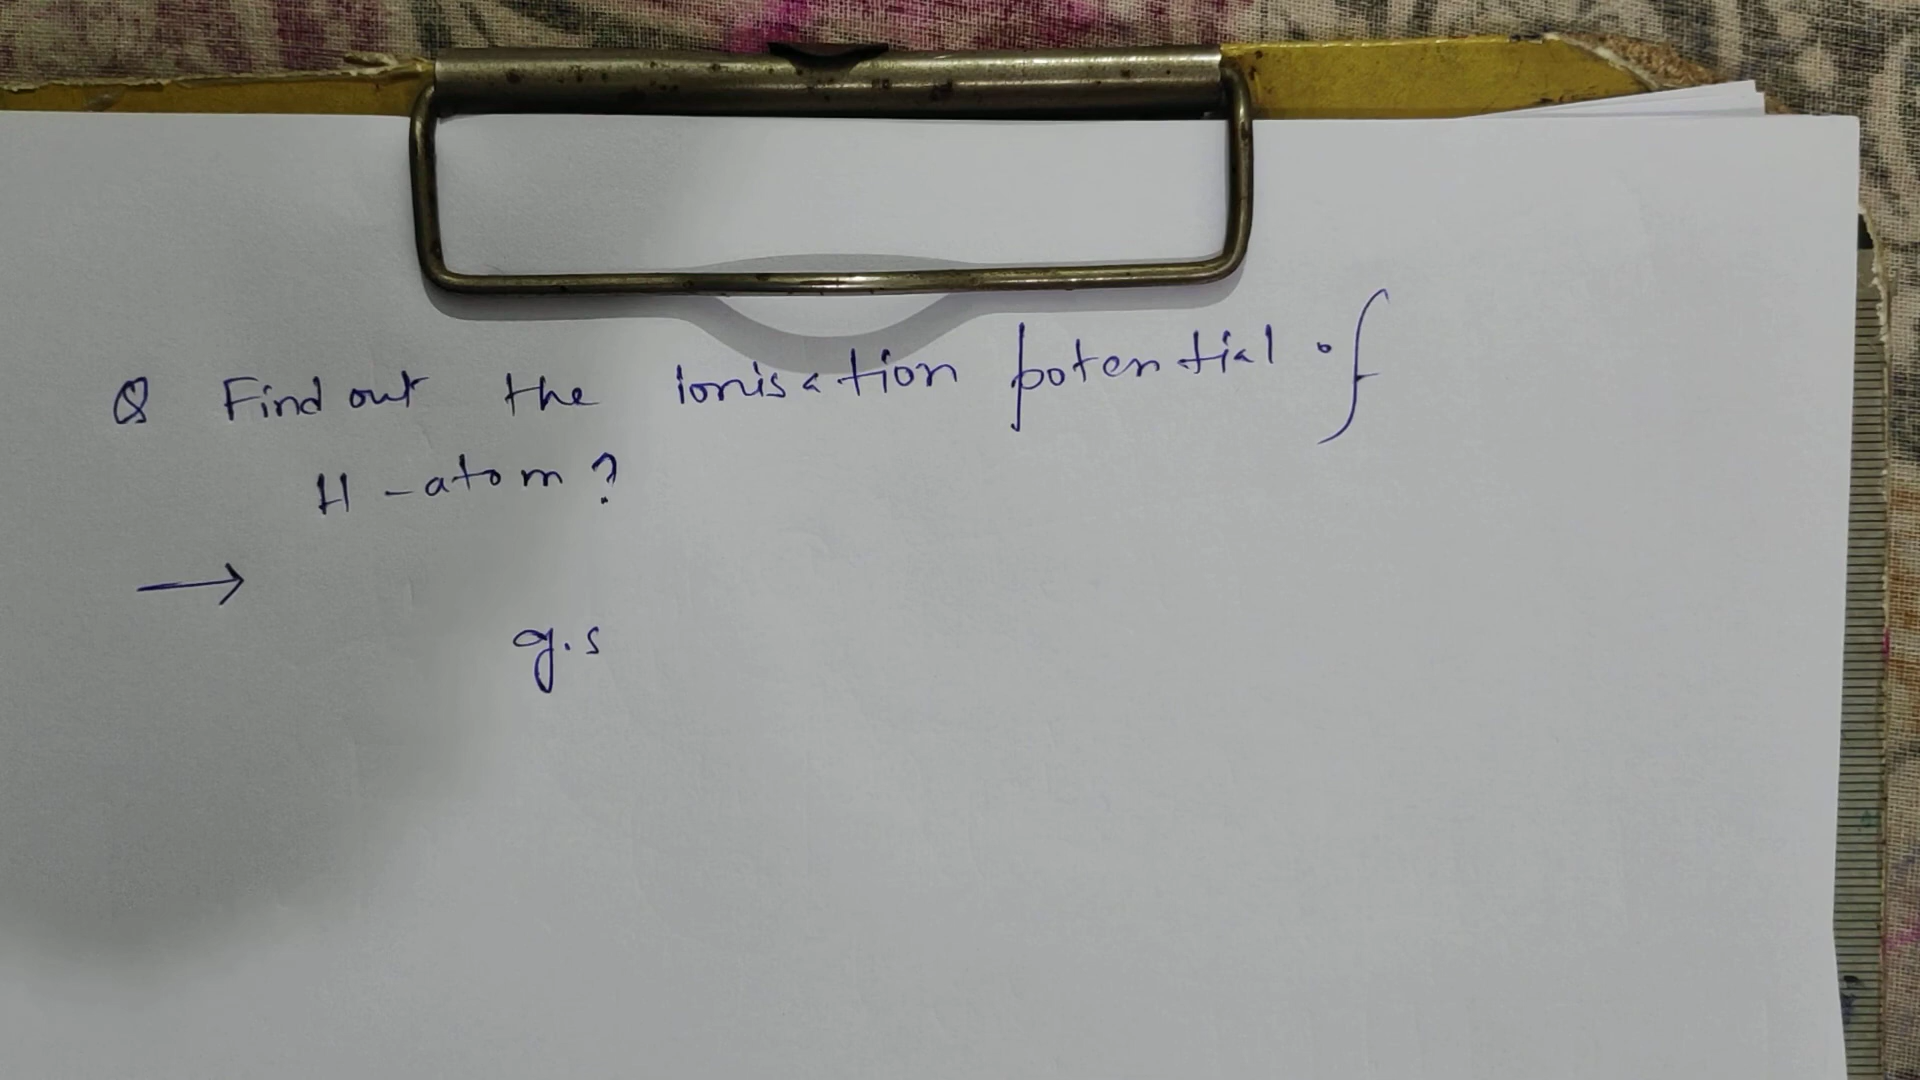 Q Find out the ionisation potential of
H-atom?
→
g.s